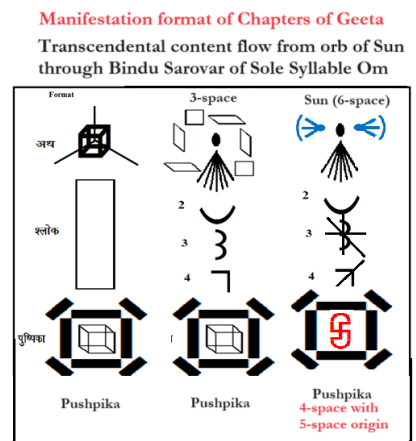 Manifestation format of Chapters of Geeta
Transcendental content flow from orb of Sun
through Bindu Sarovar of Sole Syllable Om
Format
3-space
Sun (6-space)
अथ
2
2
श्लोक
3
3
4
4
पुष्पिका
Pushpika
Pushpika
Pushpika
4-space with
5-space origin